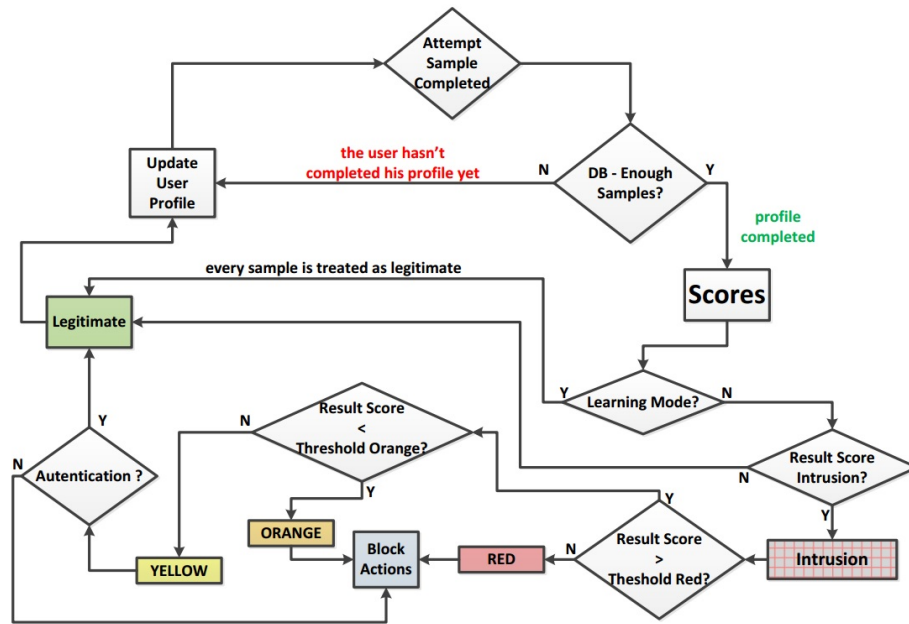 Attempt
Sample
Completed
Update
User
Profile
the user hasn't
completed his profile yet
N
DB - Enough
Samples?
Y
profile
completed
every sample is treated as legitimate
Scores
Legitimate
Y
Learning Mode?
N
Result Score
<
Threshold Orange?
N
Y
N
Autentication ?
Y
Result Score
Intrusion?
N
Y
ORANGE
Block
Actions
RED
N
Result Score
>
Theshold Red?
Y
Intrusion
YELLOW